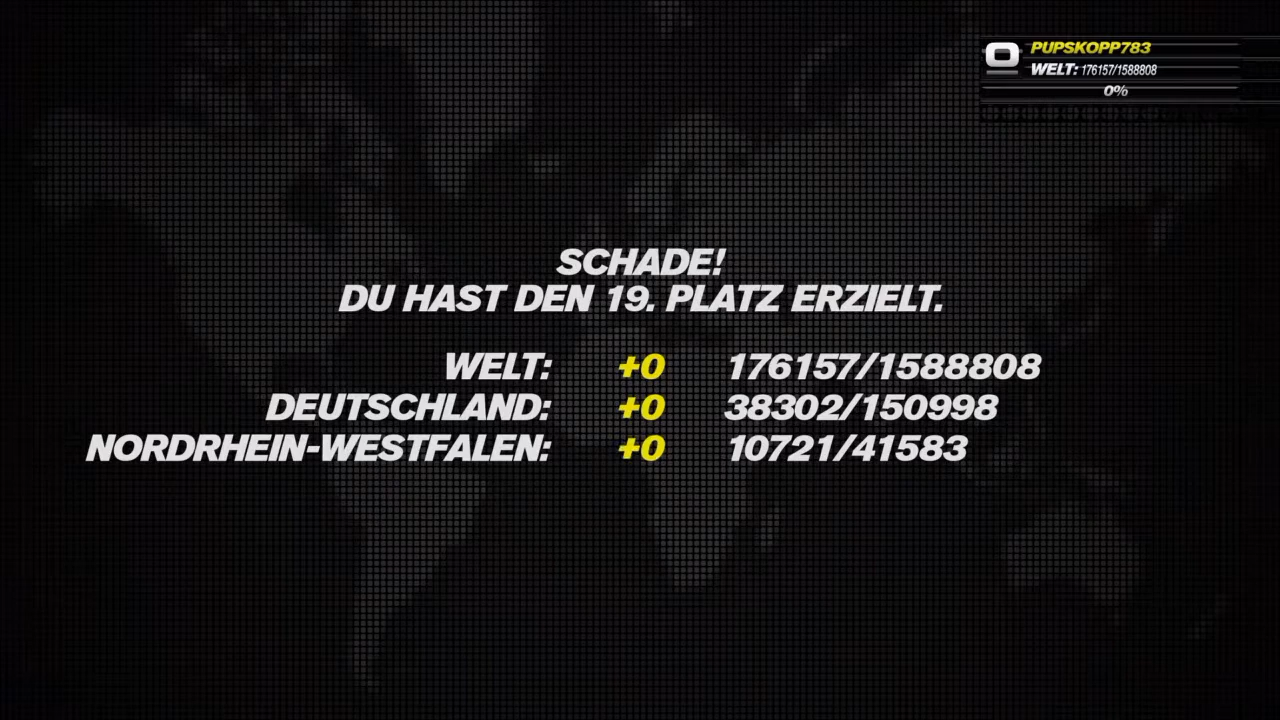 PUPSKOPP783
WELT: 176157/1588808
0%
SCHADE!
DU HAST DEN 19. PLATZ ERZIELT.
WELT: +0 176157/1588808
DEUTSCHLAND: +0 38302/150998
NORDRHEIN-WESTFALEN: +0 10721/41583